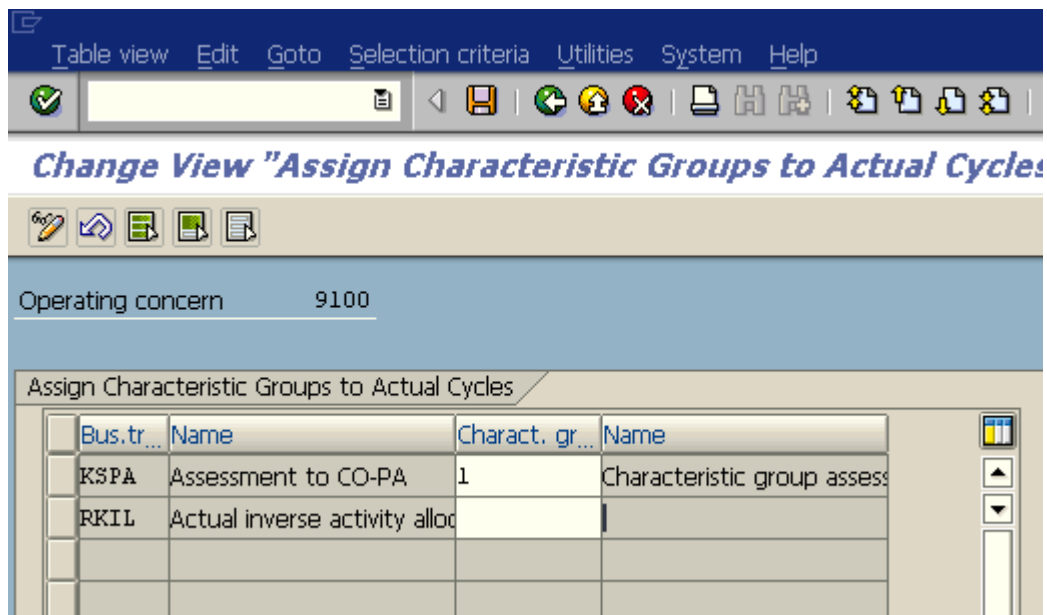 Table view Edit Goto Selection criteria Utilities System Help
Change View "Assign Characteristic Groups to Actual Cycles
Operating concern 9100
Assign Characteristic Groups to Actual Cycles
Bus.tr... Name Charact. gr... Name
KSPA Assessment to CO-PA 1 Characteristic group assess
RKIL Actual inverse activity alloc